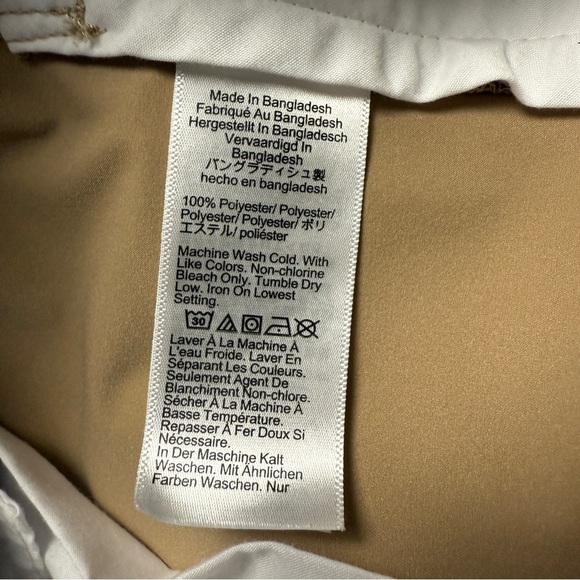 Made In Bangladesh
Fabriqué Au Bangladesh
Hergestellt In Bangladesch
Vervaardigd In
Bangladesh
バングラディシュ製
hecho en bangladesh
100% Polyester/ Polyester/
Polyester/ Polyester/ ポリ
エステル/ poliéster
Machine Wash Cold. With
Like Colors. Non-chlorine
Bleach Only. Tumble Dry
Low. Iron On Lowest
Setting.
30
Laver À La Machine À
L'eau Froide. Laver En
Séparant Les Couleurs.
Seulement Agent De
Blanchiment Non-chlore.
Sécher À La Machine À
Basse Température.
Repasser À Fer Doux Si
Nécessaire.
In Der Maschine Kalt
Waschen. Mit Ähnlichen
Farben Waschen. Nur